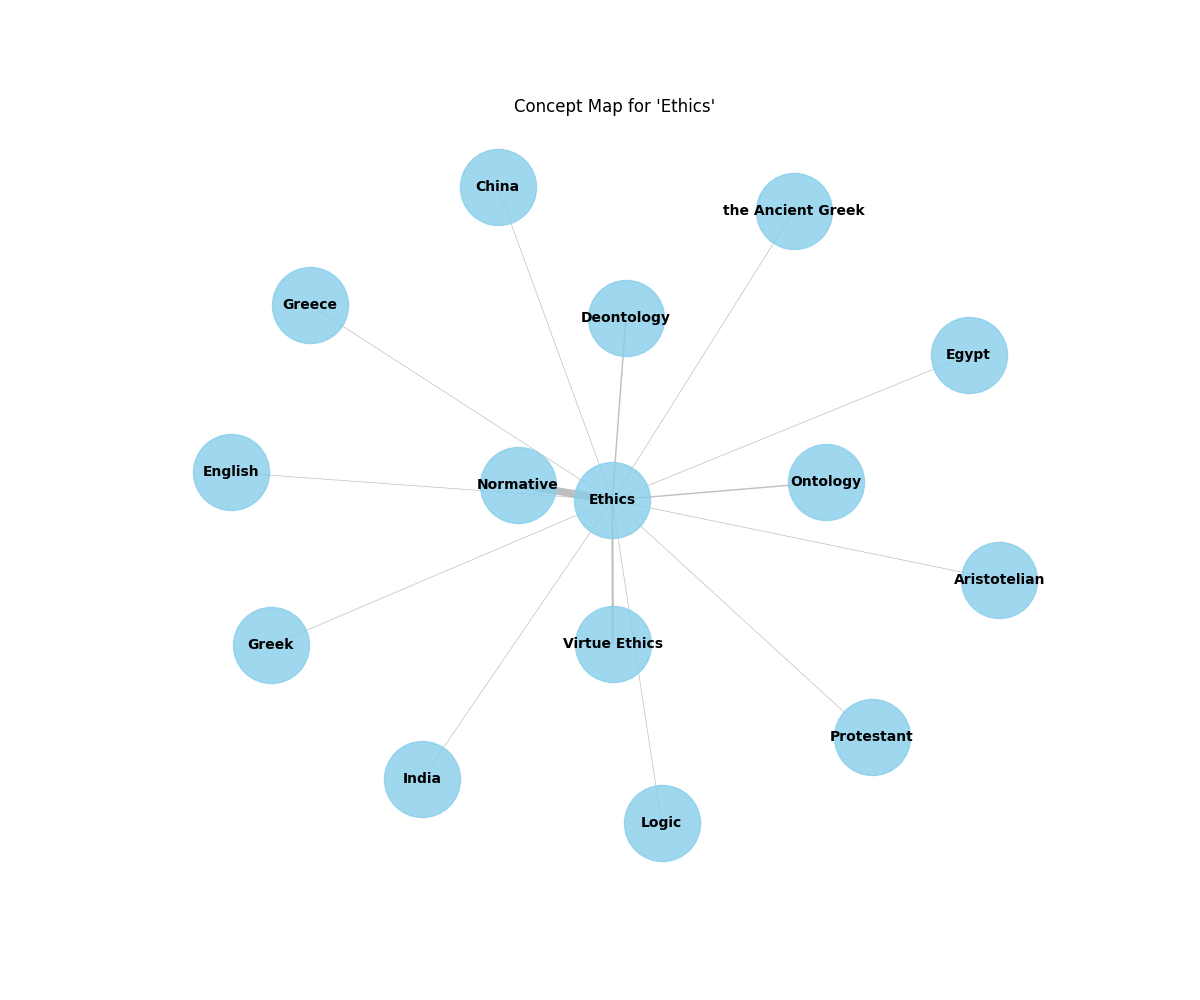 Concept Map for 'Ethics'
China
the Ancient Greek
Greece
Deontology
Egypt
English
Normative
Ethics
Ontology
Aristotelian
Greek
Virtue Ethics
Protestant
India
Logic